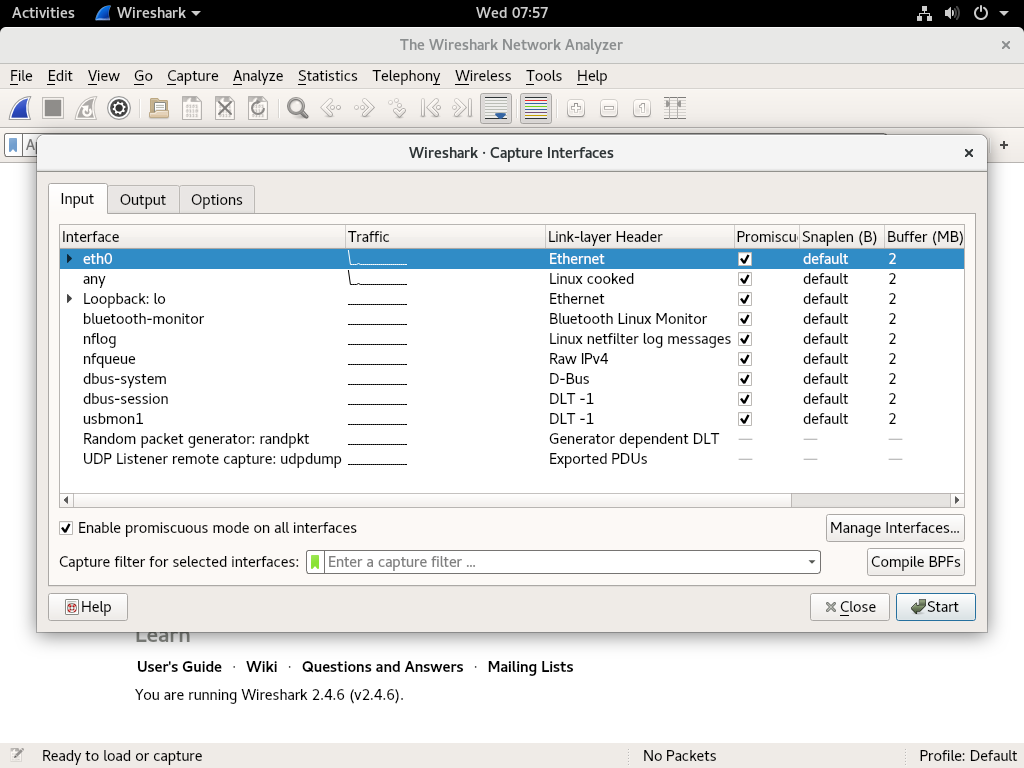 Activities Wireshark Wed 07:57
The Wireshark Network Analyzer
File Edit View Go Capture Analyze Statistics Telephony Wireless Tools Help
Wireshark · Capture Interfaces
Input Output Options
Interface Traffic Link-layer Header Promiscu Snaplen (B) Buffer (MB)
eth0 Ethernet default 2
any Linux cooked default 2
Loopback: lo Ethernet default 2
bluetooth-monitor Bluetooth Linux Monitor default 2
nflog Linux netfilter log messages default 2
nfqueue Raw IPv4 default 2
dbus-system D-Bus default 2
dbus-session DLT -1 default 2
usbmon1 DLT -1 default 2
Random packet generator: randpkt Generator dependent DLT — — —
UDP Listener remote capture: udpdump Exported PDUs — — —
Enable promiscuous mode on all interfaces Manage Interfaces...
Capture filter for selected interfaces: Enter a capture filter ... Compile BPFs
Help Close Start
Learn
User's Guide · Wiki · Questions and Answers · Mailing Lists
You are running Wireshark 2.4.6 (v2.4.6).
Ready to load or capture No Packets Profile: Default